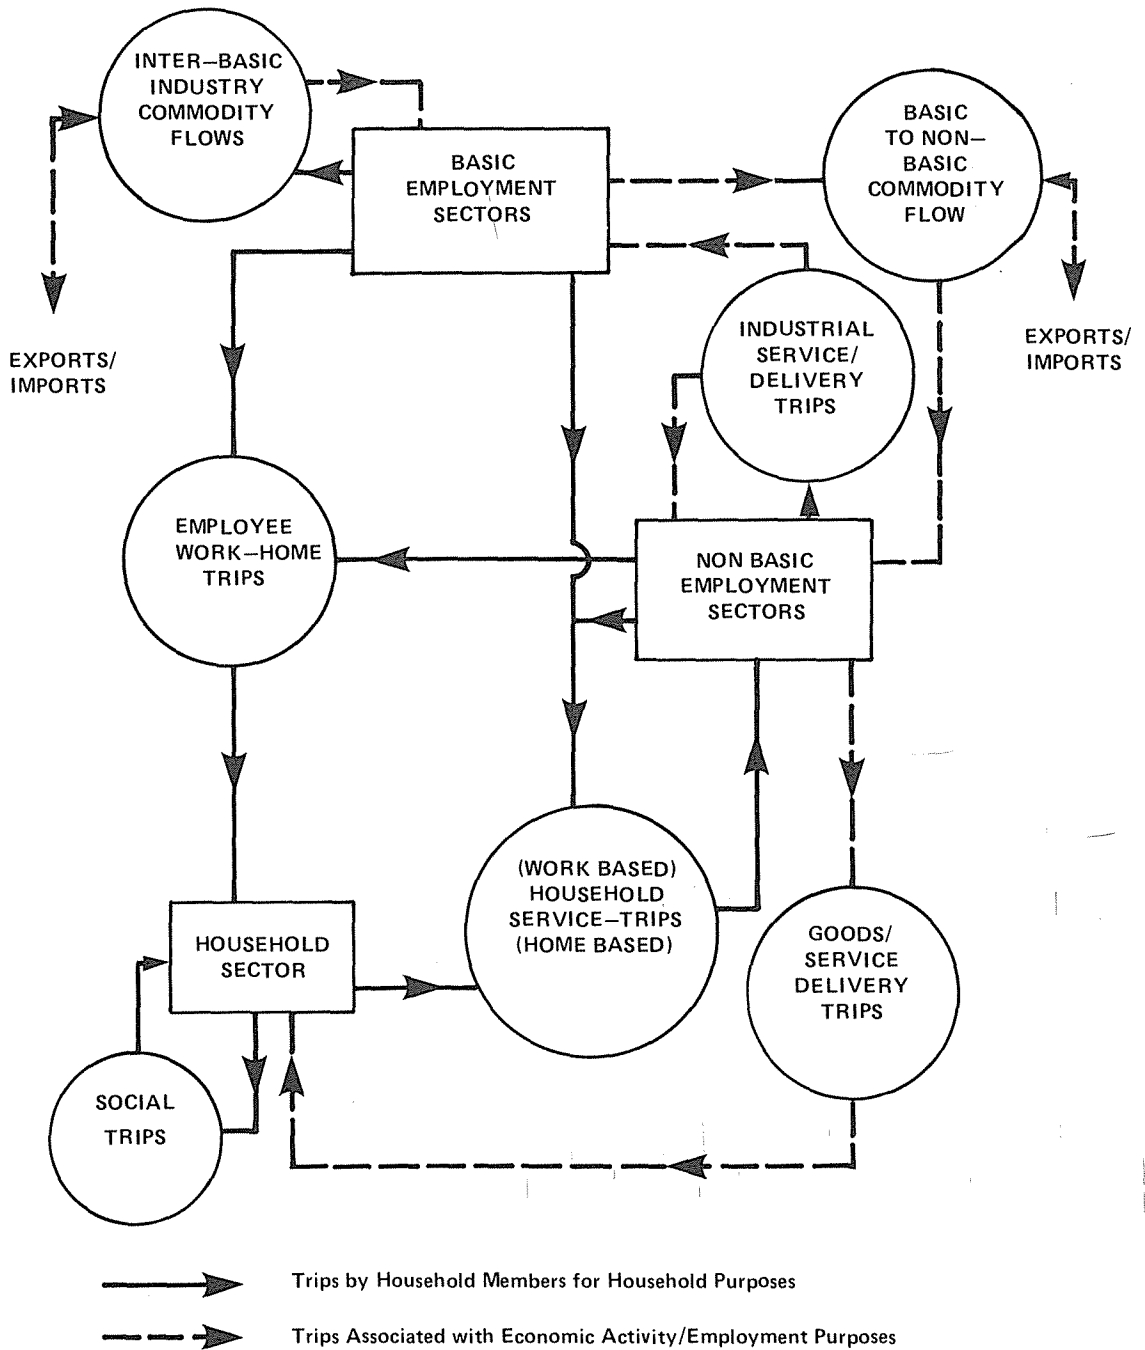 INTER–BASIC
INDUSTRY
COMMODITY
FLOWS
BASIC
EMPLOYMENT
SECTORS
BASIC
TO NON–
BASIC
COMMODITY
FLOW
EXPORTS/
IMPORTS
INDUSTRIAL
SERVICE/
DELIVERY
TRIPS
EXPORTS/
IMPORTS
EMPLOYEE
WORK–HOME
TRIPS
NON BASIC
EMPLOYMENT
SECTORS
(WORK BASED)
HOUSEHOLD
SERVICE–TRIPS
(HOME BASED)
HOUSEHOLD
SECTOR
GOODS/
SERVICE
DELIVERY
TRIPS
SOCIAL
TRIPS
Trips by Household Members for Household Purposes
Trips Associated with Economic Activity/Employment Purposes